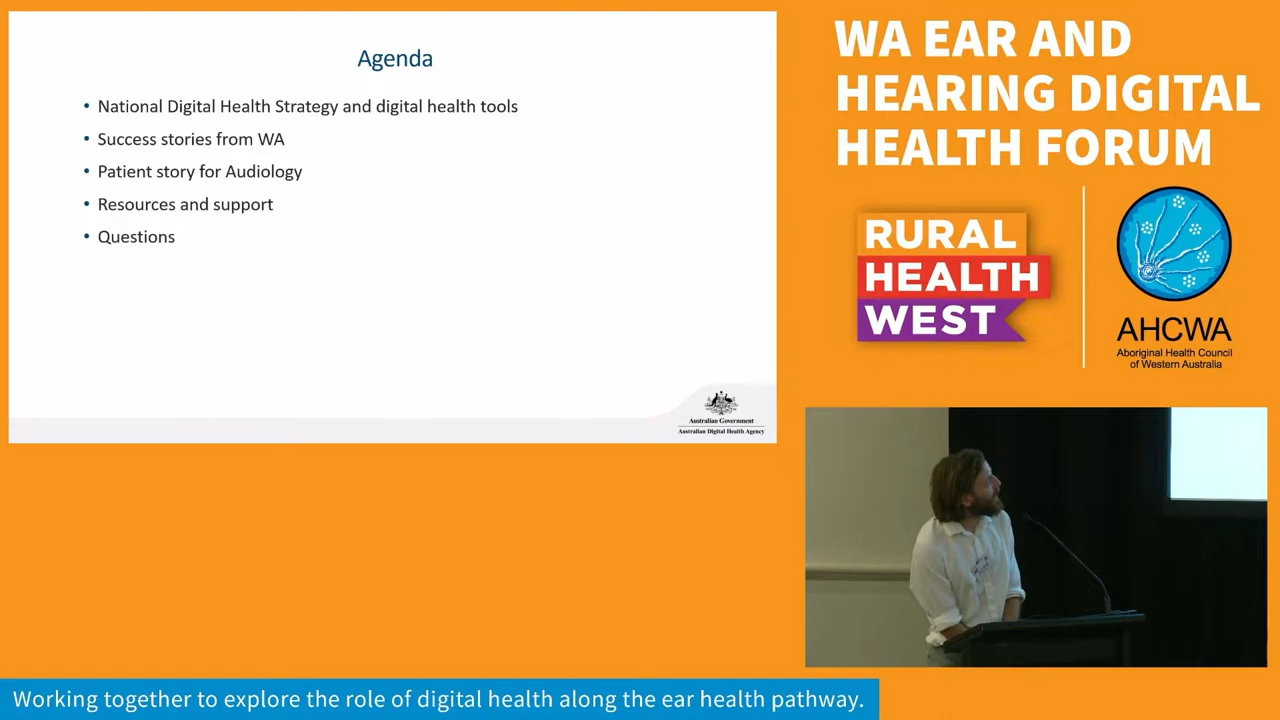 Agenda
• National Digital Health Strategy and digital health tools
• Success stories from WA
• Patient story for Audiology
• Resources and support
• Questions
Australian Government
Australian Digital Health Agency
WA EAR AND
HEARING DIGITAL
HEALTH FORUM
RURAL
HEALTH
WEST
AHCWA
Aboriginal Health Council
of Western Australia
Working together to explore the role of digital health along the ear health pathway.